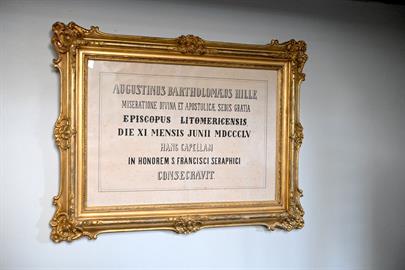 AUGUSTINUS BARTHOLOMÆUS HILLE
MISERATIONE DIVINA ET APOSTOLICÆ SEDIS GRATIA
EPISCOPUS LITOMERICENSIS
DIE XI MENSIS JUNII MDCCCLV
HANC CAPELLAM
IN HONOREM S FRANCISCI SERAPHICI
CONSECRAVIT